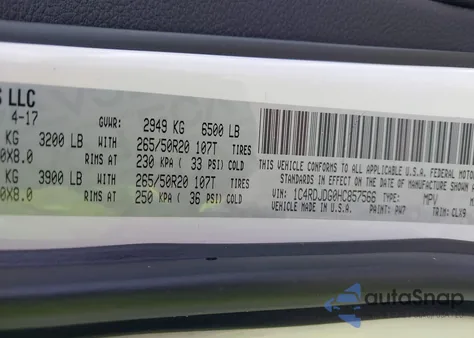 S LLC
4-17 GVWR: 2949 KG 6500 LB
KG 3200 LB WITH 265/50R20 107T TIRES
0X8.0 RIMS AT 230 KPA ( 33 PSI) COLD
KG 3900 LB WITH 265/50R20 107T TIRES
0X8.0 RIMS AT 250 KPA ( 36 PSI) COLD
THIS VEHICLE CONFORMS TO ALL APPLICABLE U.S.A. FEDERAL MOTOR
STANDARDS IN EFFECT ON THE DATE OF MANUFACTURE SHOWN
VIN: 1C4RDJDG0HC857566 TYPE: MPV
VEHICLE MADE IN U.S.A. PAINT: PW7 TRIM: CLX9
autoSnap